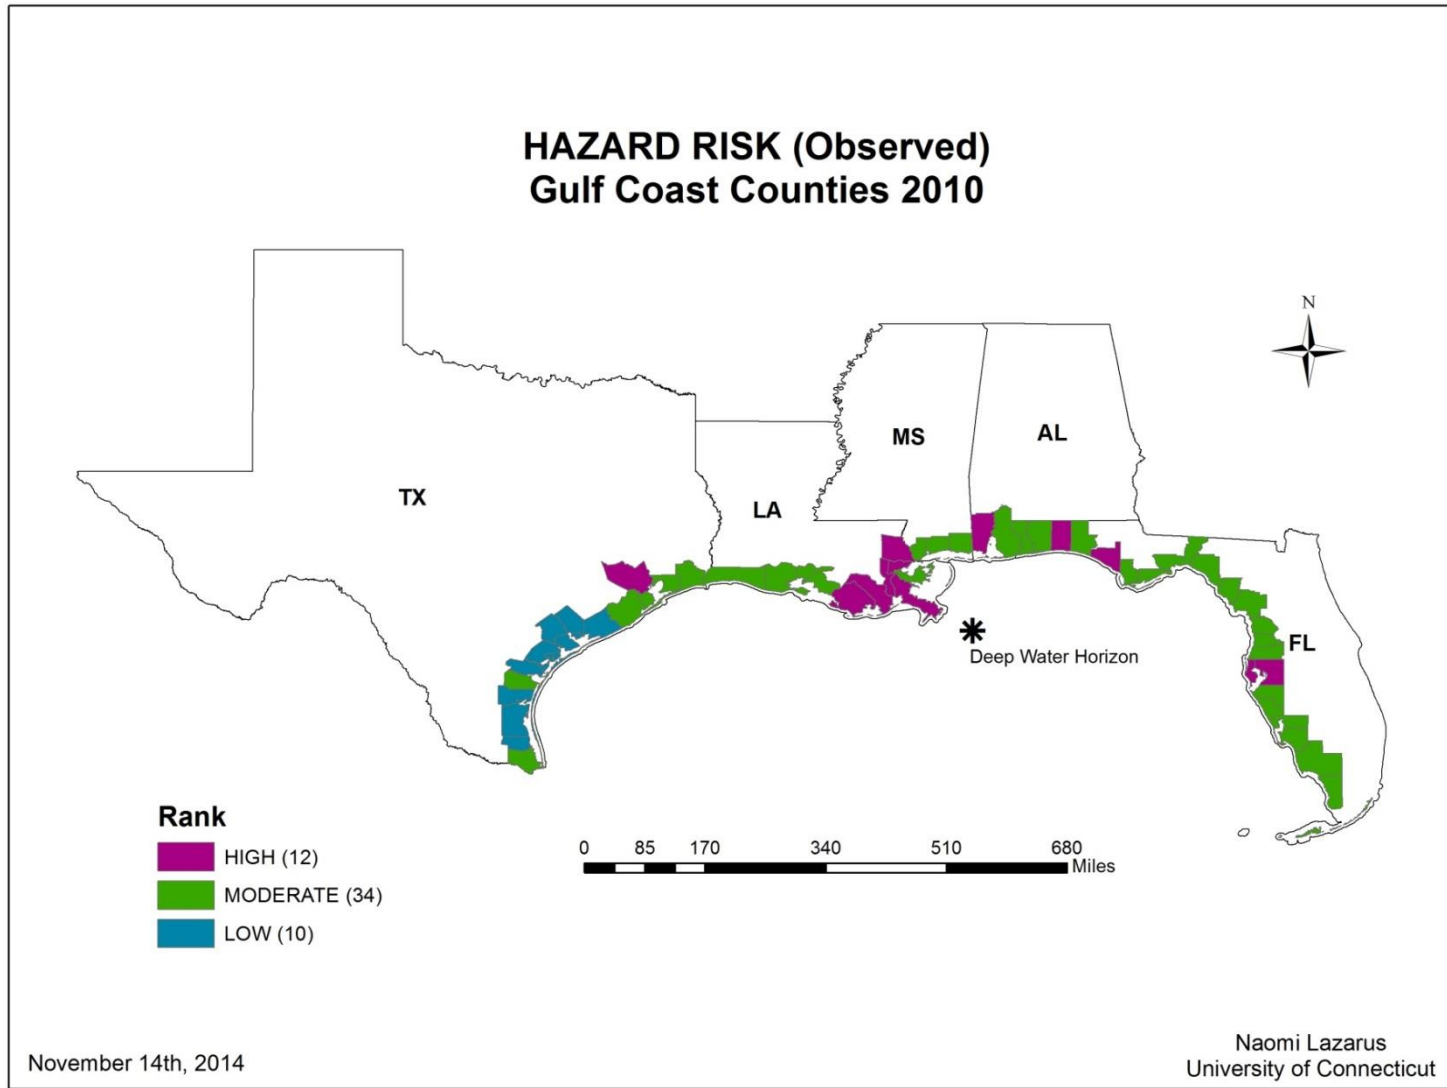 HAZARD RISK (Observed)
Gulf Coast Counties 2010
N
MS
AL
TX
LA
FL
Deep Water Horizon
Rank
HIGH (12)
MODERATE (34)
LOW (10)
0 85 170 340 510 680
Miles
November 14th, 2014
Naomi Lazarus
University of Connecticut